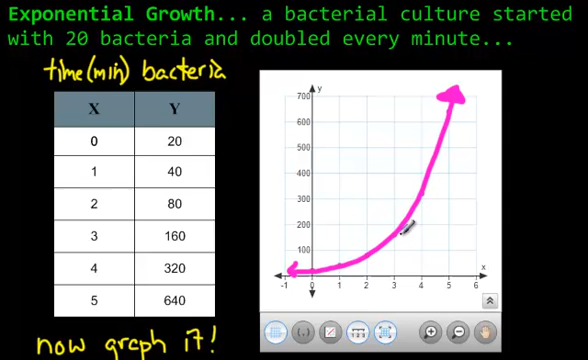 Exponential Growth... a bacterial culture started
with 20 bacteria and doubled every minute...
time(min) bacteria
X Y
0 20
1 40
2 80
3 160
4 320
5 640
now graph it!
y
700
600
500
400
300
200
100
x
-1 0 1 2 3 4 5 6